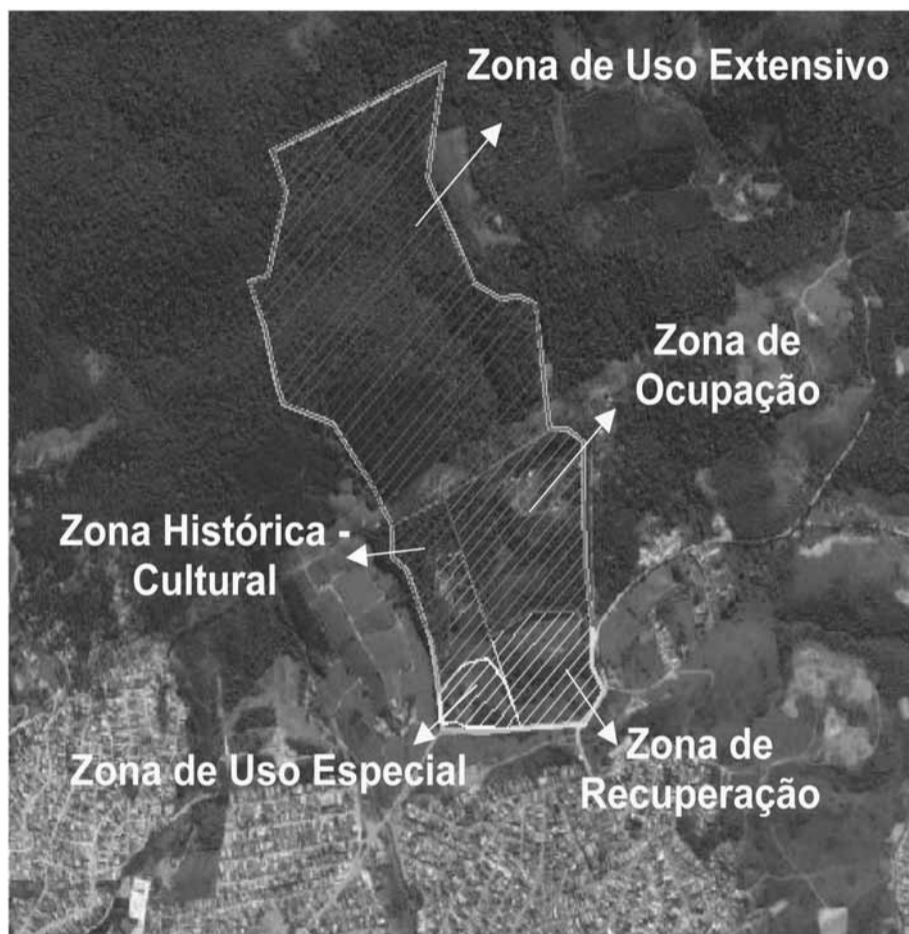 Zona de Uso Extensivo
Zona de
Ocupação
Zona Histórica -
Cultural
Zona de Uso Especial
Zona de
Recuperação